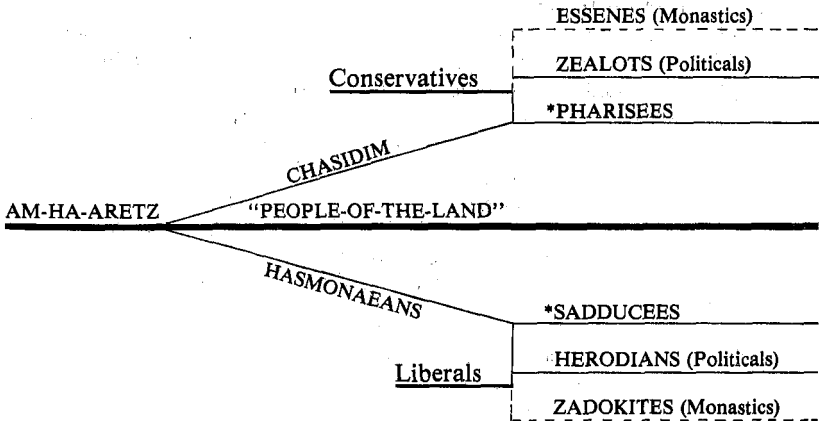 ESSENES (Monastics)
ZEALOTS (Politicals)
Conservatives
*PHARISEES
CHASIDIM
AM-HA-ARETZ "PEOPLE-OF-THE-LAND"
HASMONAEANS
*SADDUCEES
HERODIANS (Politicals)
Liberals
ZADOKITES (Monastics)